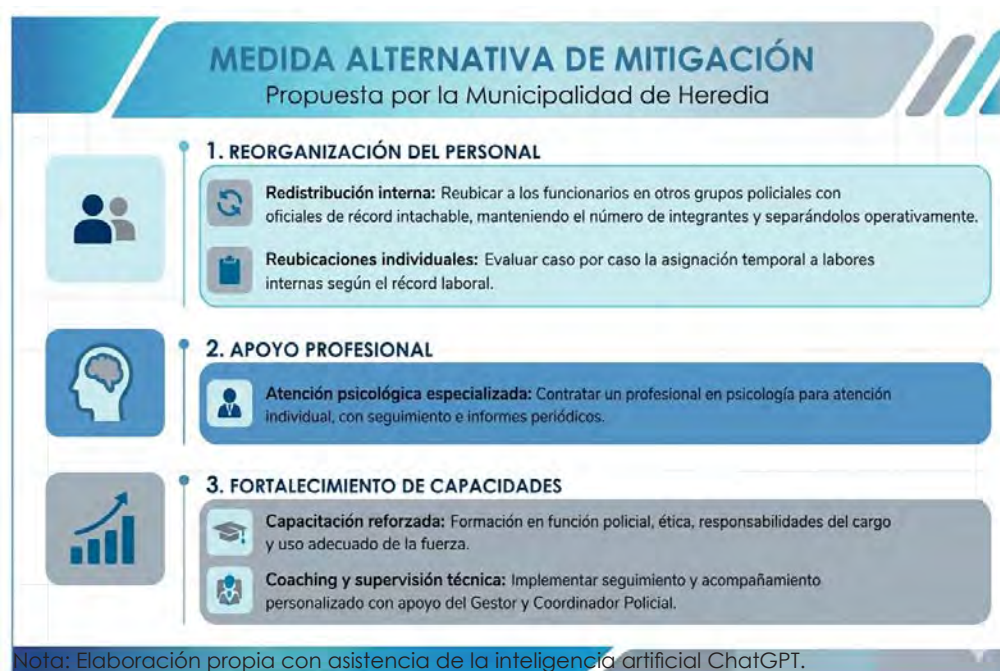 MEDIDA ALTERNATIVA DE MITIGACIÓN
Propuesta por la Municipalidad de Heredia
1. REORGANIZACIÓN DEL PERSONAL
Redistribución interna: Reubicar a los funcionarios en otros grupos policiales con
oficiales de récord intachable, manteniendo el número de integrantes y separándolos operativamente.
Reubicaciones individuales: Evaluar caso por caso la asignación temporal a labores
internas según el récord laboral.
2. APOYO PROFESIONAL
Atención psicológica especializada: Contratar un profesional en psicología para atención
individual, con seguimiento e informes periódicos.
3. FORTALECIMIENTO DE CAPACIDADES
Capacitación reforzada: Formación en función policial, ética, responsabilidades del cargo
y uso adecuado de la fuerza.
Coaching y supervisión técnica: Implementar seguimiento y acompañamiento
personalizado con apoyo del Gestor y Coordinador Policial.
Nota: Elaboración propia con asistencia de la inteligencia artificial ChatGPT.